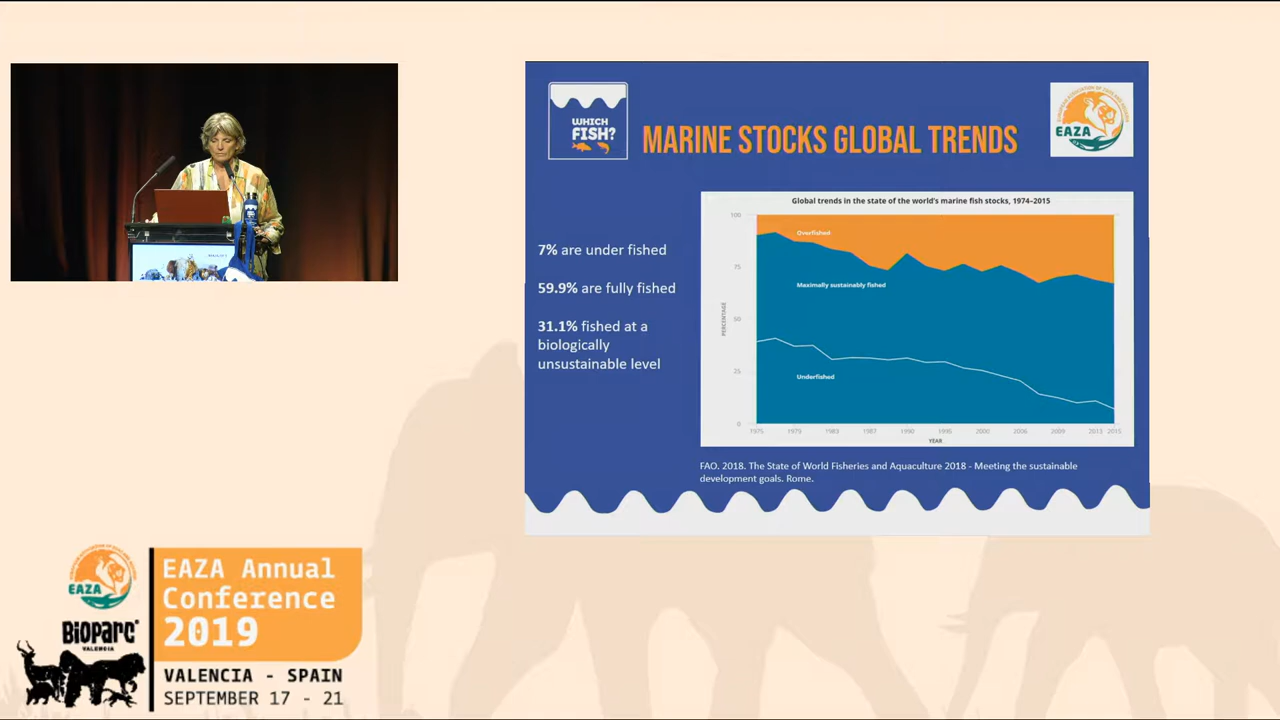 WHICH
FISH?
MARINE STOCKS GLOBAL TRENDS
EAZA
Global trends in the state of the world's marine fish stocks, 1974–2015
7% are under fished
59.9% are fully fished
31.1% fished at a
biologically
unsustainable level
100
75
50
25
0
PERCENTAGE
Overfished
Maximally sustainably fished
Underfished
1975 1979 1983 1987 1990 1995 2000 2006 2009 2013 2015
YEAR
FAO. 2018. The State of World Fisheries and Aquaculture 2018 - Meeting the sustainable
development goals. Rome.
EAZA
BIOPARC
VALENCIA
EAZA Annual
Conference
2019
VALENCIA - SPAIN
SEPTEMBER 17 - 21